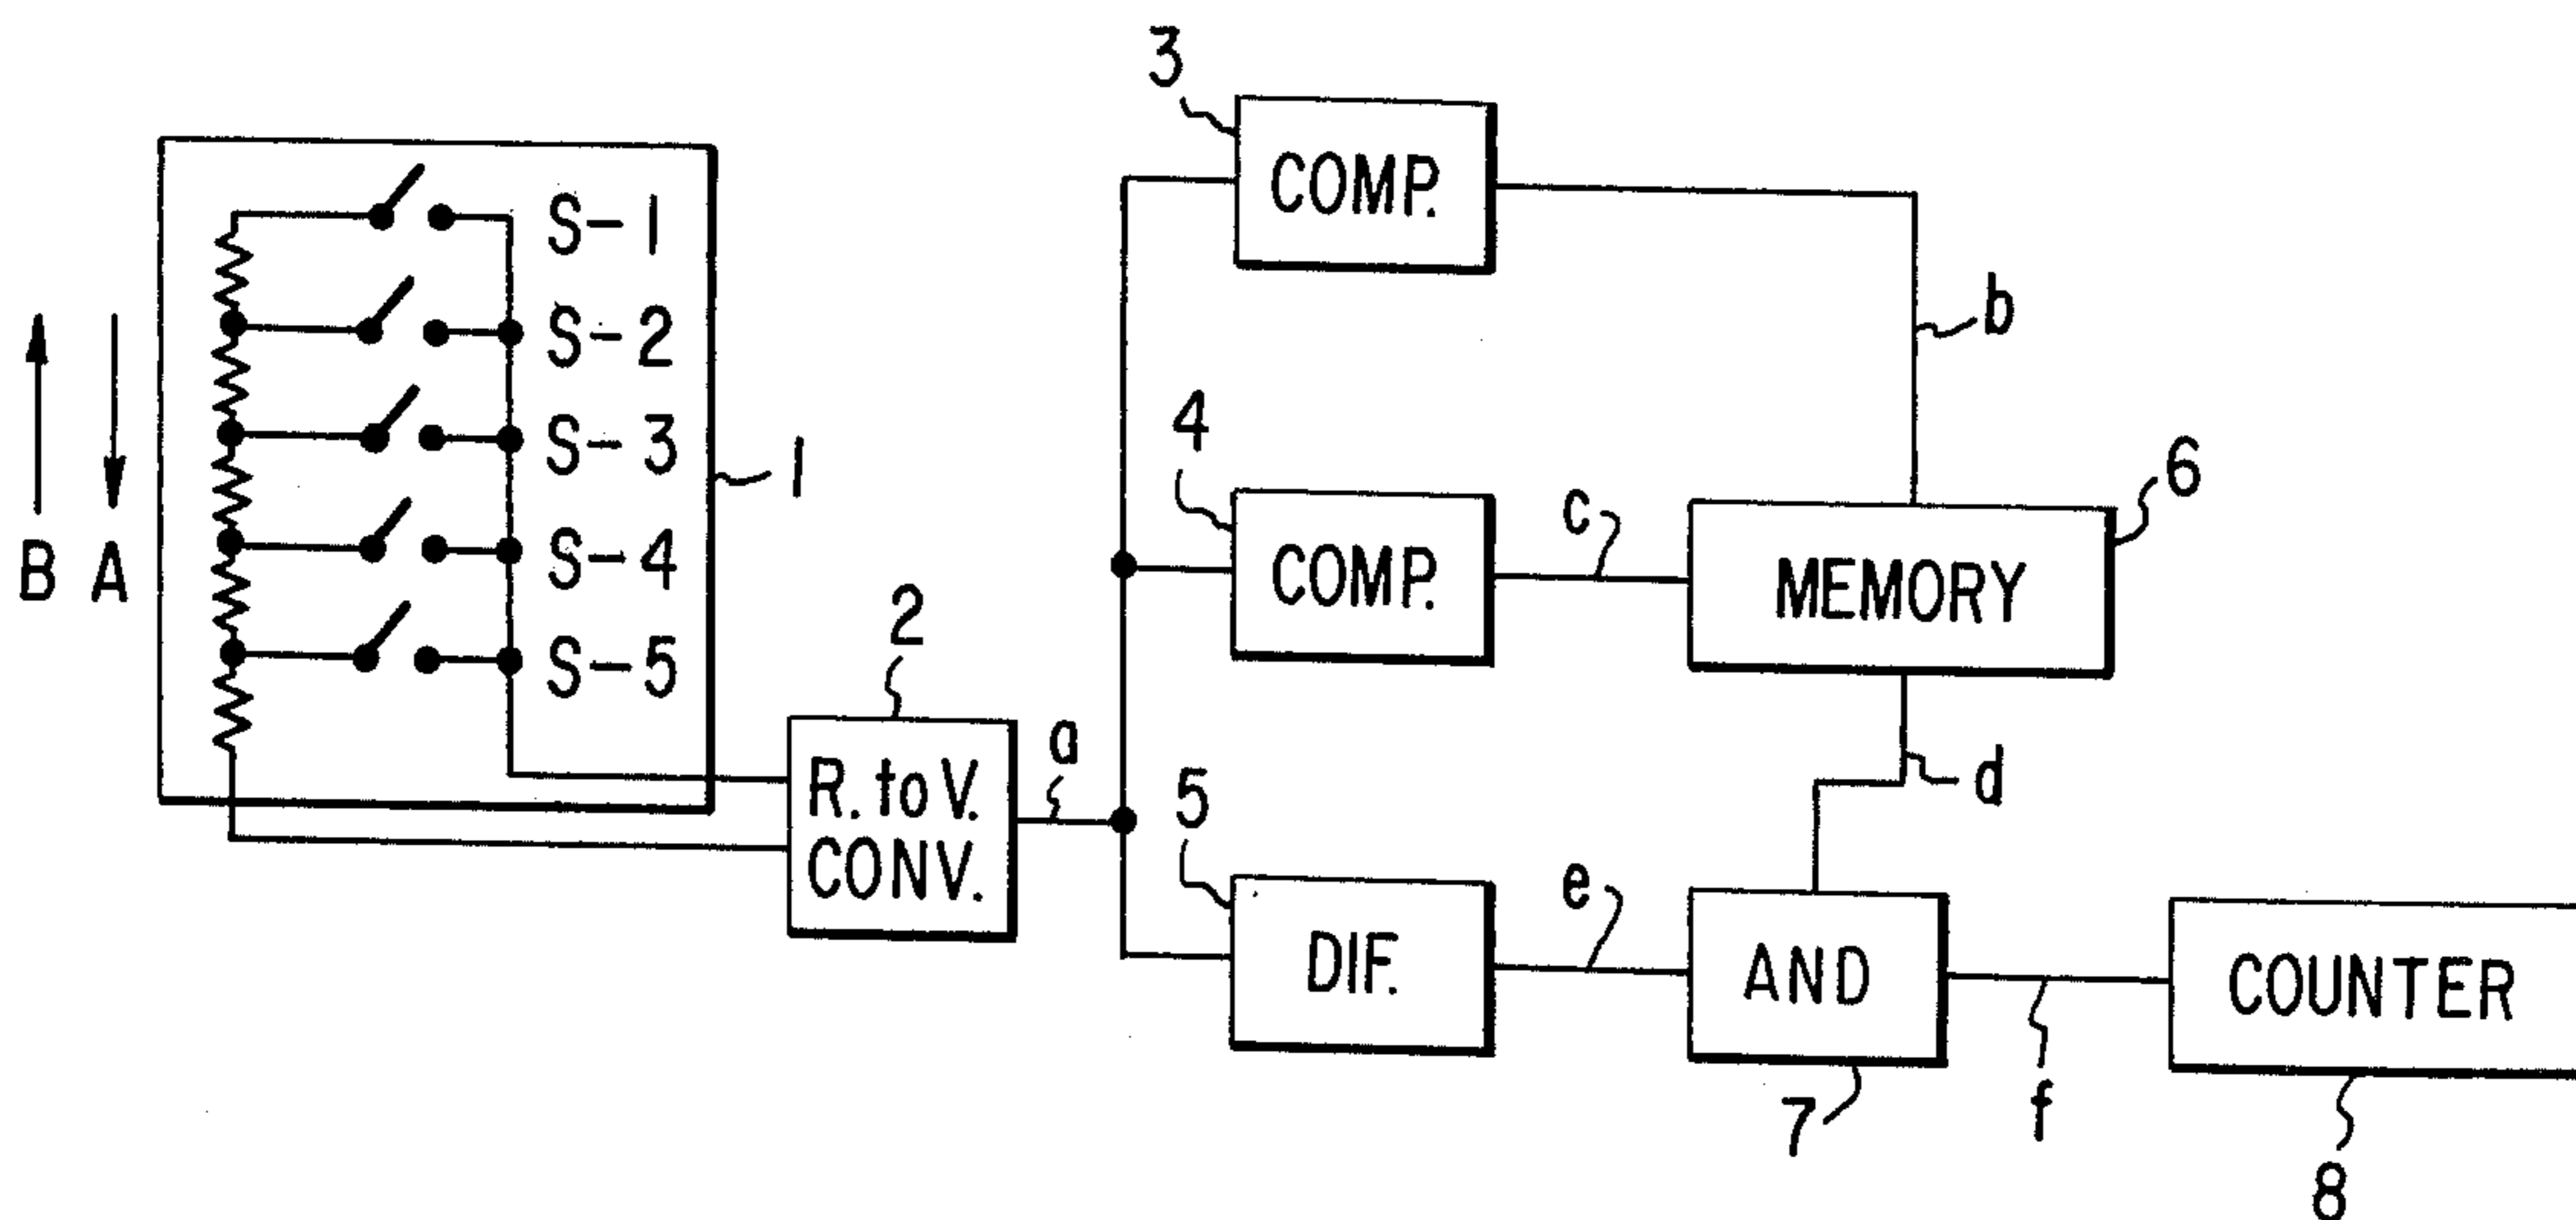 3
COMP.
b
S-1
S-2
S-3
S-4
S-5
1
B A
2
R. to V.
CONV.
a
4
COMP.
c
MEMORY
6
d
5
DIF.
e
AND
7
f
COUNTER
8